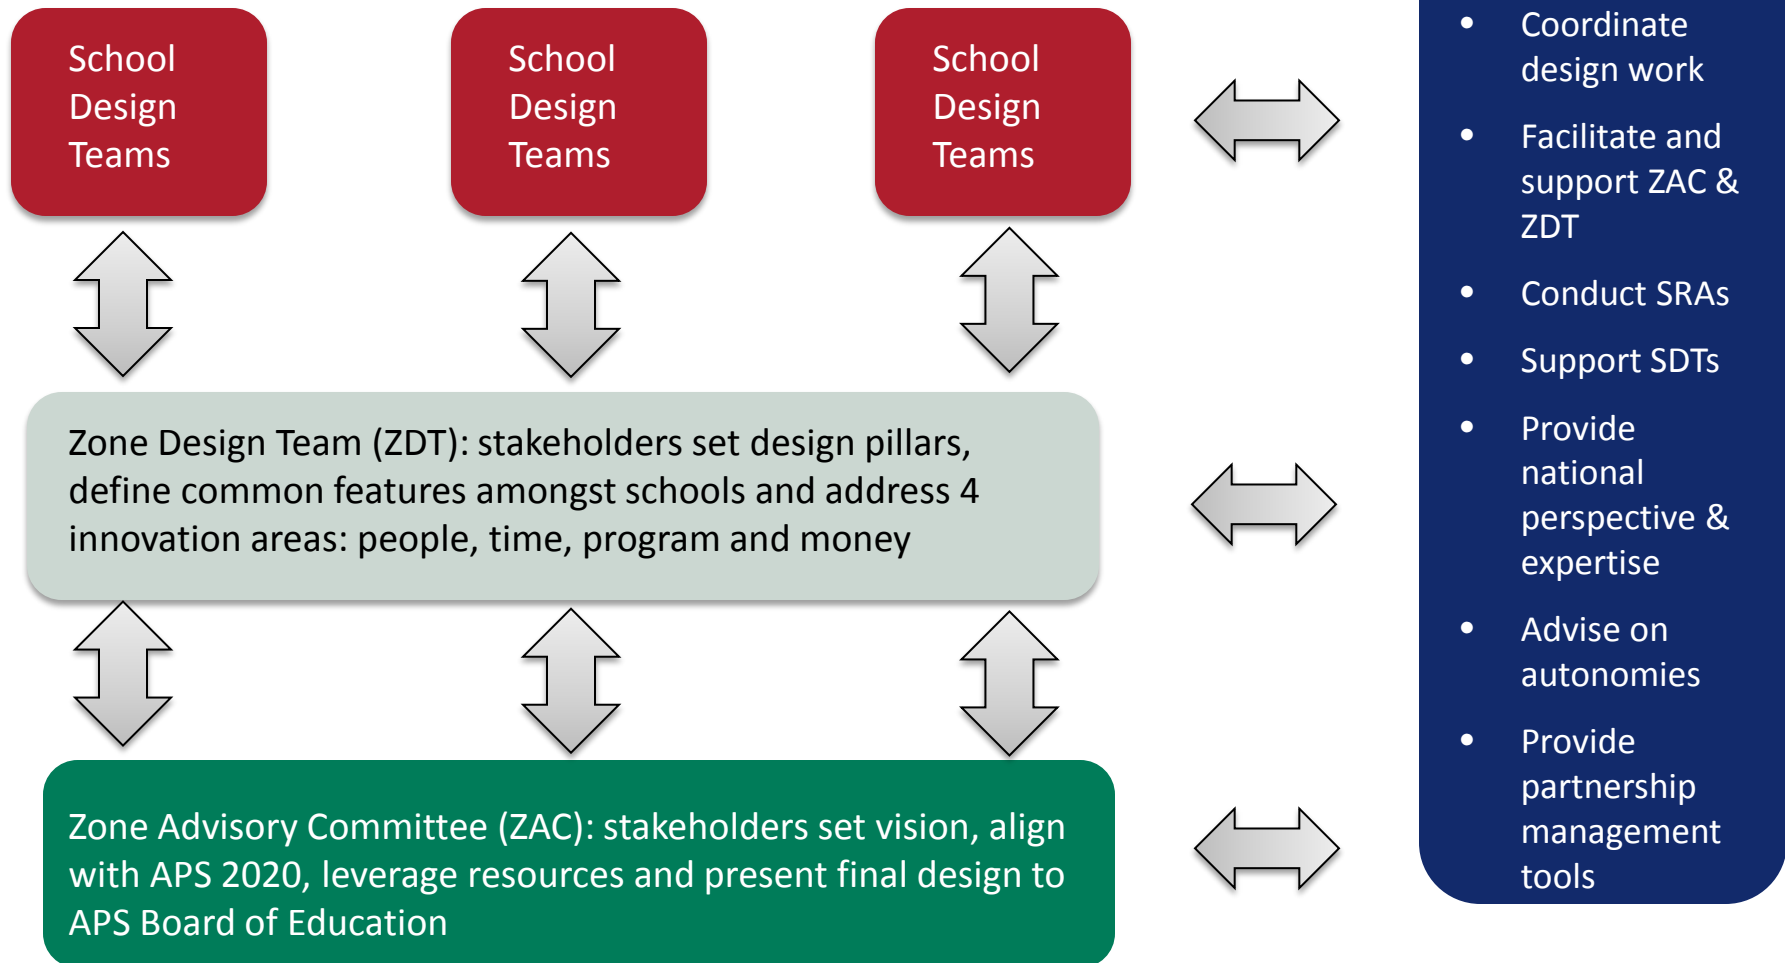 School
Design
Teams
School
Design
Teams
School
Design
Teams
Zone Design Team (ZDT): stakeholders set design pillars,
define common features amongst schools and address 4
innovation areas: people, time, program and money
Zone Advisory Committee (ZAC): stakeholders set vision, align
with APS 2020, leverage resources and present final design to
APS Board of Education
• Coordinate
design work
• Facilitate and
support ZAC &
ZDT
• Conduct SRAs
• Support SDTs
• Provide
national
perspective &
expertise
• Advise on
autonomies
• Provide
partnership
management
tools